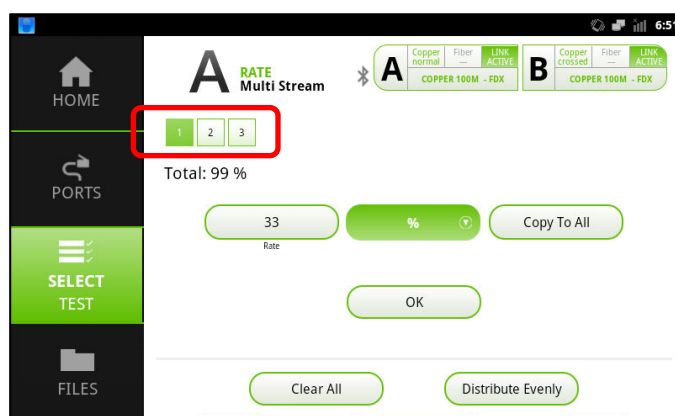 6:51
HOME
PORTS
SELECT
TEST
FILES
A
RATE
Multi Stream
A
Copper
normal
Fiber
---
LINK
ACTIVE
COPPER 100M - FDX
B
Copper
crossed
Fiber
---
LINK
ACTIVE
COPPER 100M - FDX
1 2 3
Total: 99 %
33
Rate
%
Copy To All
OK
Clear All
Distribute Evenly